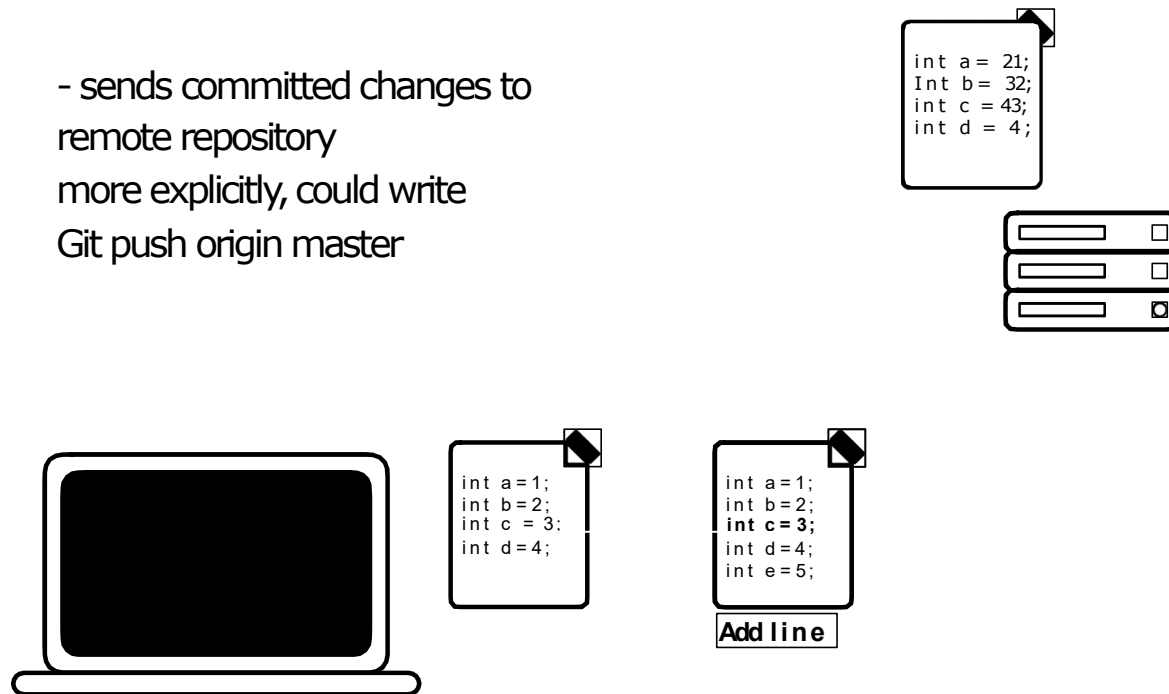 - sends committed changes to
remote repository
more explicitly, could write
Git push origin master
int a = 21;
Int b = 32;
int c = 43;
int d = 4;
int a=1;
int b=2;
int c = 3;
int d=4;
int a=1;
int b=2;
int c=3;
int d=4;
int e=5;
Add line